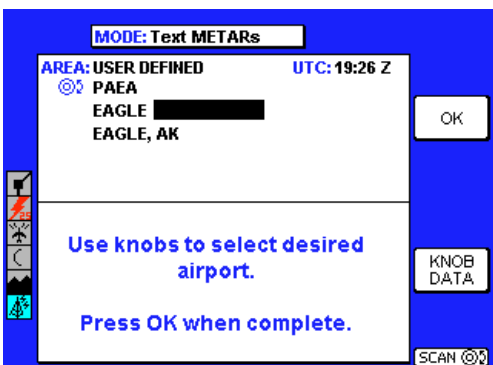 MODE: Text METARs
AREA: USER DEFINED UTC: 19:26 Z
PAEA
EAGLE
EAGLE, AK
OK
25
Use knobs to select desired
airport.
Press OK when complete.
KNOB
DATA
SCAN